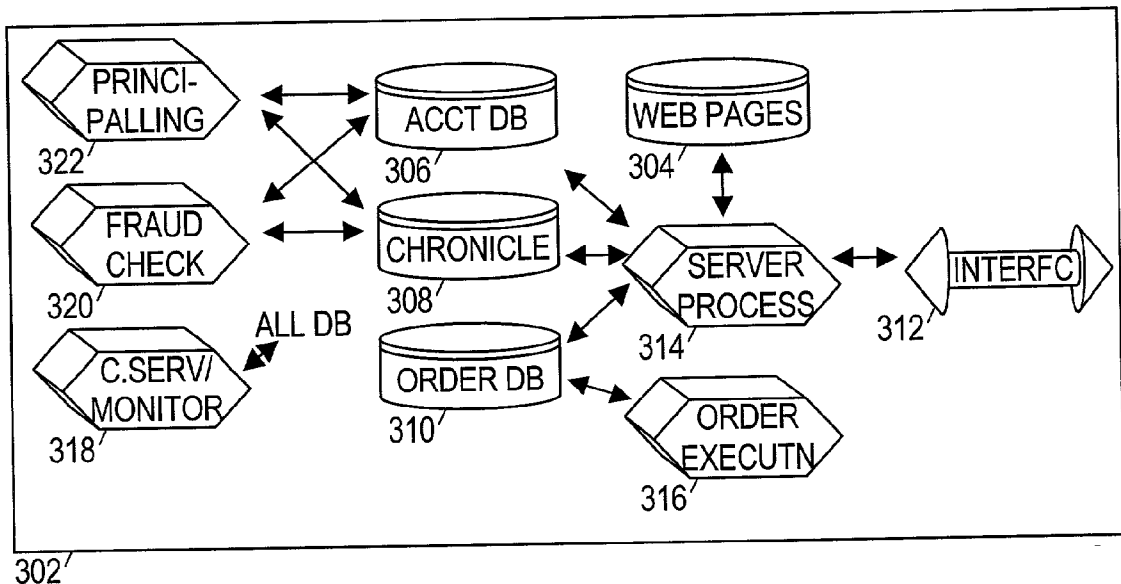 PRINCI-
PALLING
322
ACCT DB
306
WEB PAGES
304
FRAUD
CHECK
320
CHRONICLE
308
SERVER
PROCESS
314
INTERFC
312
ALL DB
C.SERV/
MONITOR
318
ORDER DB
310
ORDER
EXECUTN
316
302